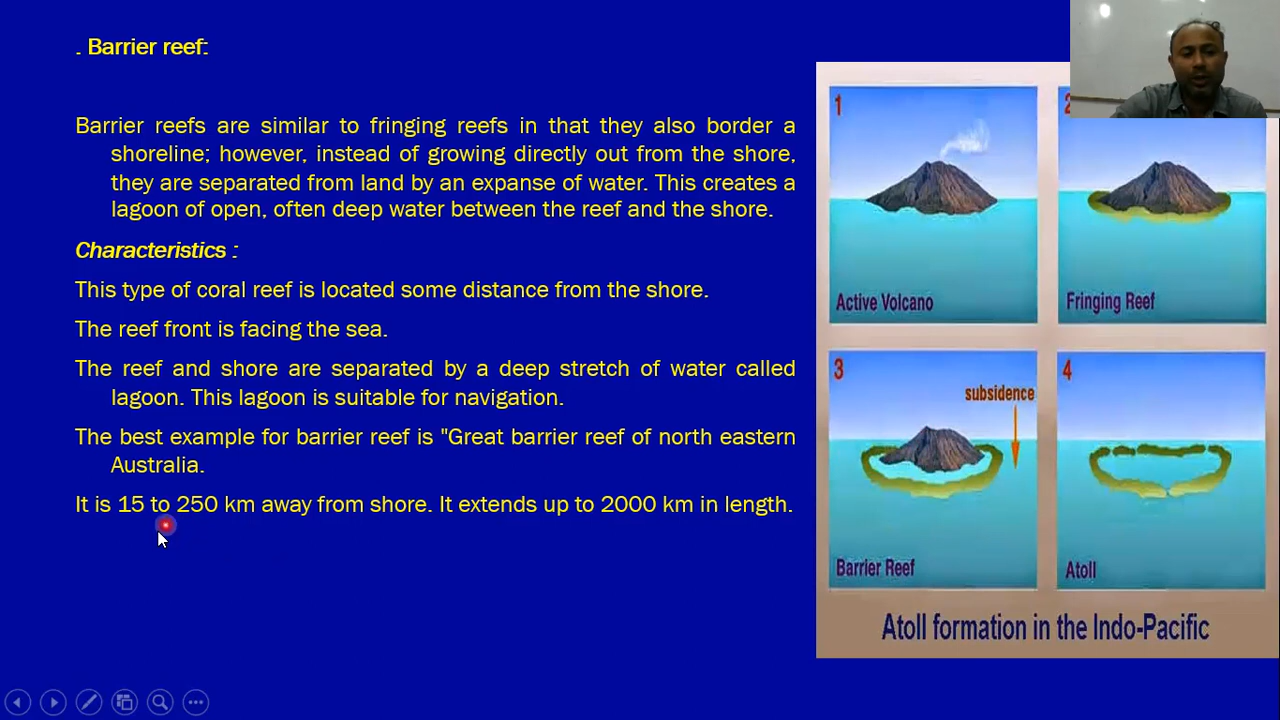 . Barrier reef:
Barrier reefs are similar to fringing reefs in that they also border a
shoreline; however, instead of growing directly out from the shore,
they are separated from land by an expanse of water. This creates a
lagoon of open, often deep water between the reef and the shore.
Characteristics :
This type of coral reef is located some distance from the shore.
The reef front is facing the sea.
The reef and shore are separated by a deep stretch of water called
lagoon. This lagoon is suitable for navigation.
The best example for barrier reef is "Great barrier reef of north eastern
Australia.
It is 15 to 250 km away from shore. It extends up to 2000 km in length.
1
Active Volcano
2
Fringing Reef
3
subsidence
Barrier Reef
4
Atoll
Atoll formation in the Indo-Pacific